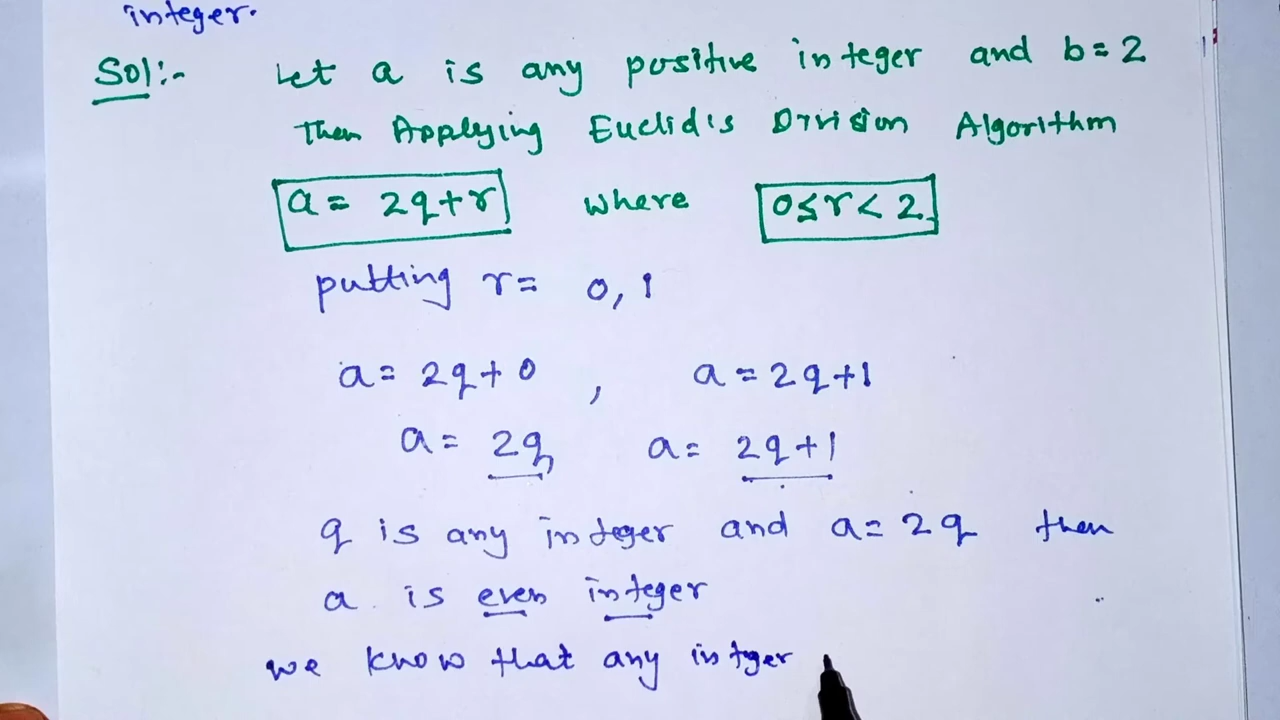 integer.
Sol:- Let a is any positive integer and b = 2
then Applying Euclid's Division Algorithm
a = 2q+r where 0≤r<2
putting r = 0, 1
a = 2q+0 , a = 2q+1
a = 2q a = 2q+1
q is any integer and a = 2q then
a is even integer
we know that any intger